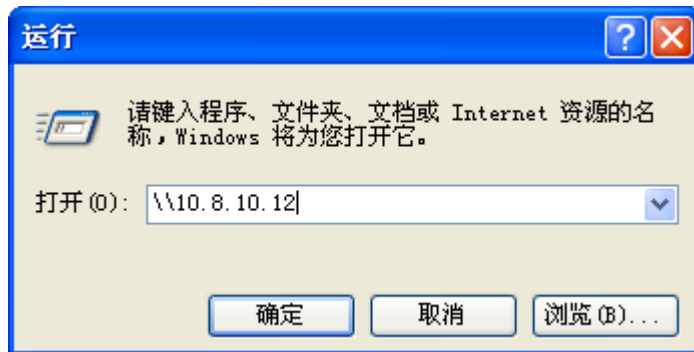 运行
请键入程序、文件夹、文档或 Internet 资源的名
称，Windows 将为您打开它。
打开(O): \\10.8.10.12
确定 取消 浏览(B)...